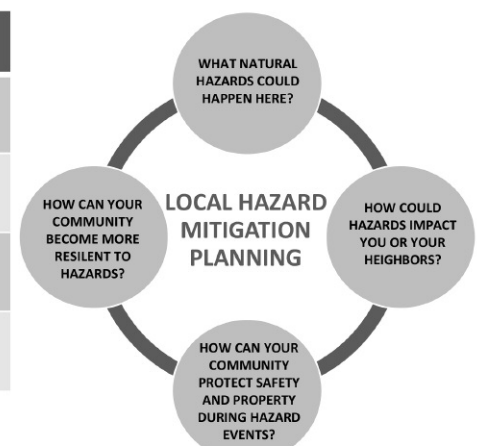 WHAT NATURAL
HAZARDS COULD
HAPPEN HERE?
LOCAL HAZARD
MITIGATION
PLANNING
HOW COULD
HAZARDS IMPACT
YOU OR YOUR
NEIGHBORS?
HOW CAN YOUR
COMMUNITY
PROTECT SAFETY
AND PROPERTY
DURING HAZARD
EVENTS?
HOW CAN YOUR
COMMUNITY
BECOME MORE
RESILENT TO
HAZARDS?